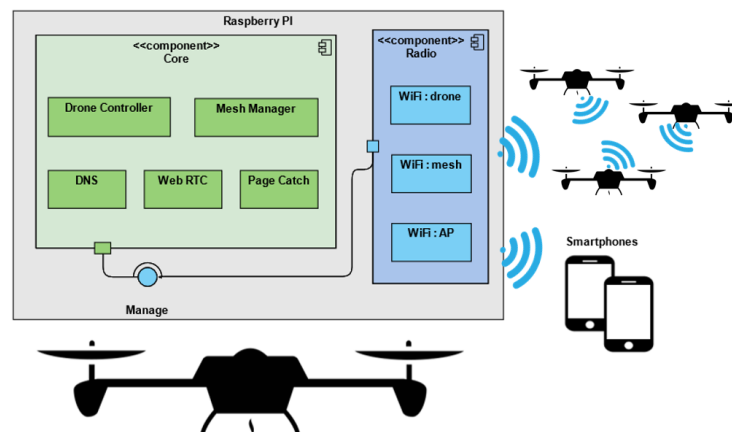 Raspberry PI
<<component>>
Core
Drone Controller
Mesh Manager
DNS
Web RTC
Page Catch
<<component>>
Radio
WiFi : drone
WiFi : mesh
WiFi : AP
Smartphones
Manage